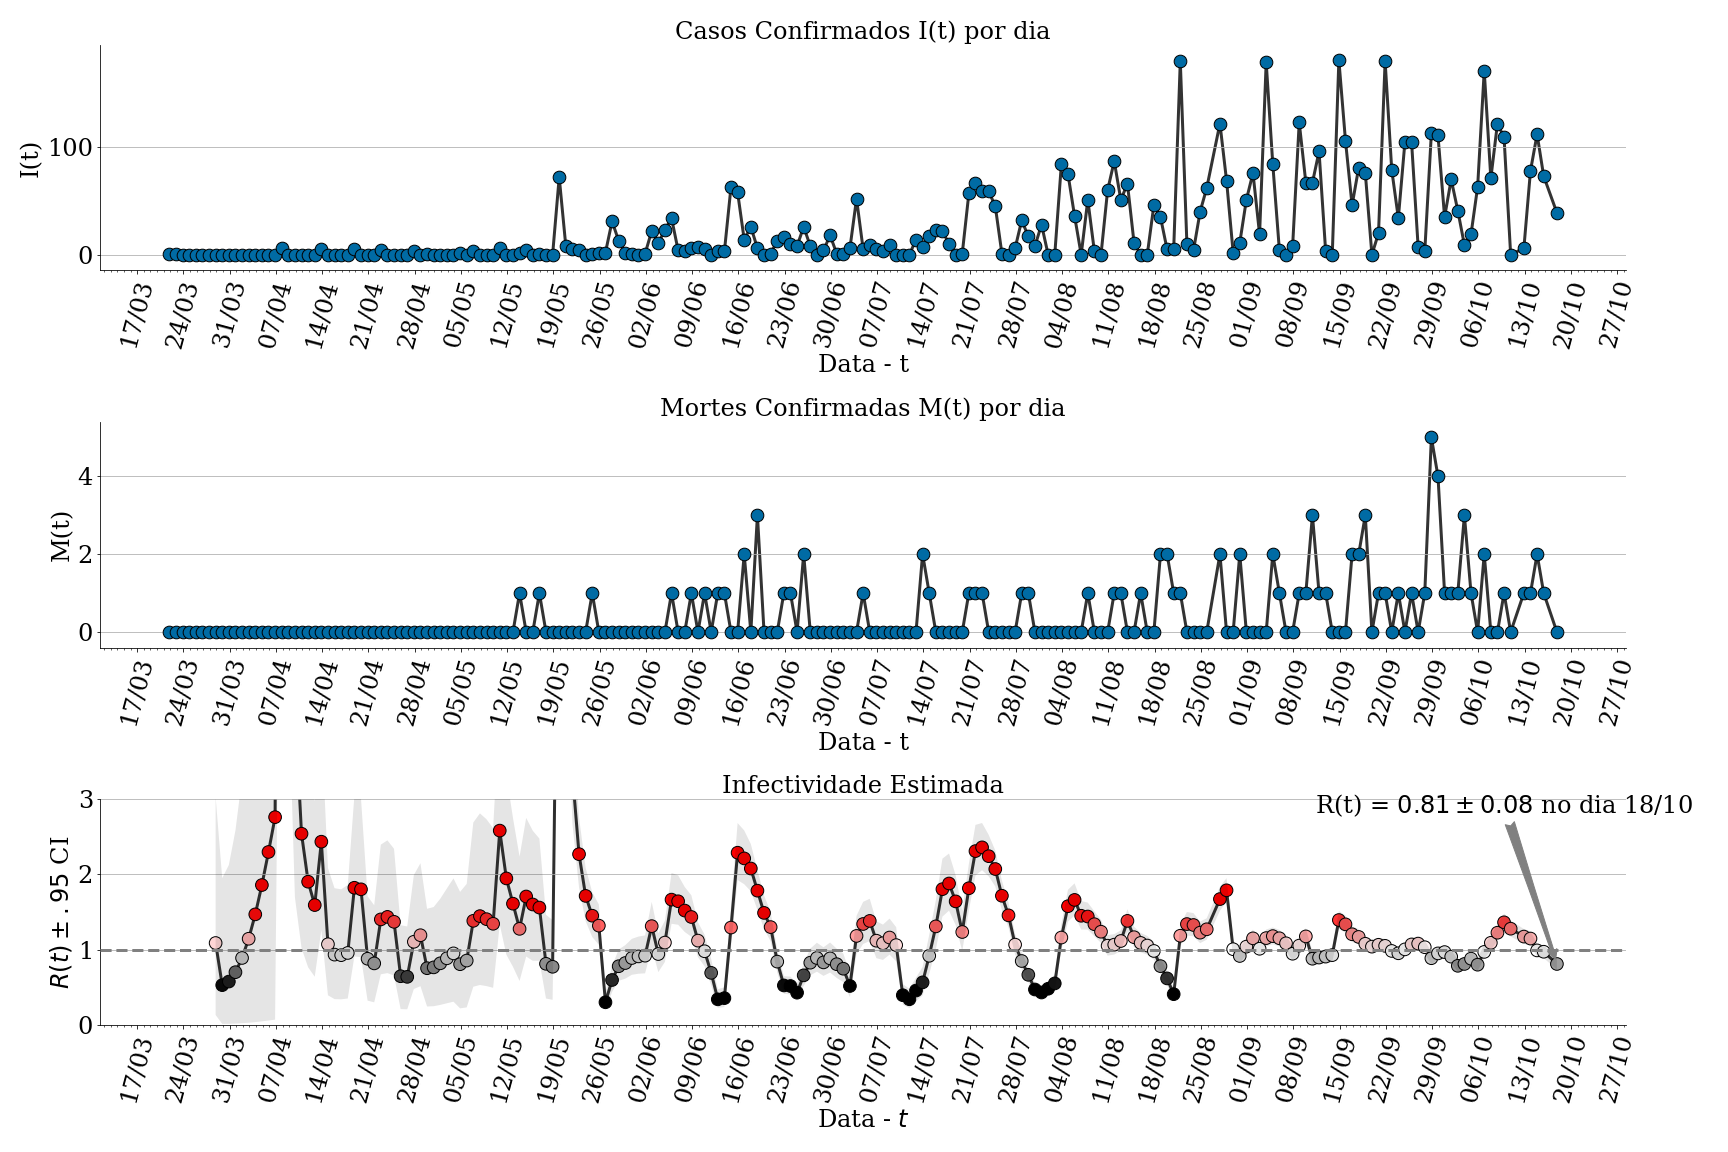 Casos Confirmados I(t) por dia
I(t)
100
0
17/03 24/03 31/03 07/04 14/04 21/04 28/04 05/05 12/05 19/05 26/05 02/06 09/06 16/06 23/06 30/06 07/07 14/07 21/07 28/07 04/08 11/08 18/08 25/08 01/09 08/09 15/09 22/09 29/09 06/10 13/10 20/10 27/10
Data - t
Mortes Confirmadas M(t) por dia
M(t)
4
2
0
17/03 24/03 31/03 07/04 14/04 21/04 28/04 05/05 12/05 19/05 26/05 02/06 09/06 16/06 23/06 30/06 07/07 14/07 21/07 28/07 04/08 11/08 18/08 25/08 01/09 08/09 15/09 22/09 29/09 06/10 13/10 20/10 27/10
Data - t
Infectividade Estimada
R(t) = 0.81 ± 0.08 no dia 18/10
R(t) ± .95 CI
3
2
1
0
17/03 24/03 31/03 07/04 14/04 21/04 28/04 05/05 12/05 19/05 26/05 02/06 09/06 16/06 23/06 30/06 07/07 14/07 21/07 28/07 04/08 11/08 18/08 25/08 01/09 08/09 15/09 22/09 29/09 06/10 13/10 20/10 27/10
Data - t